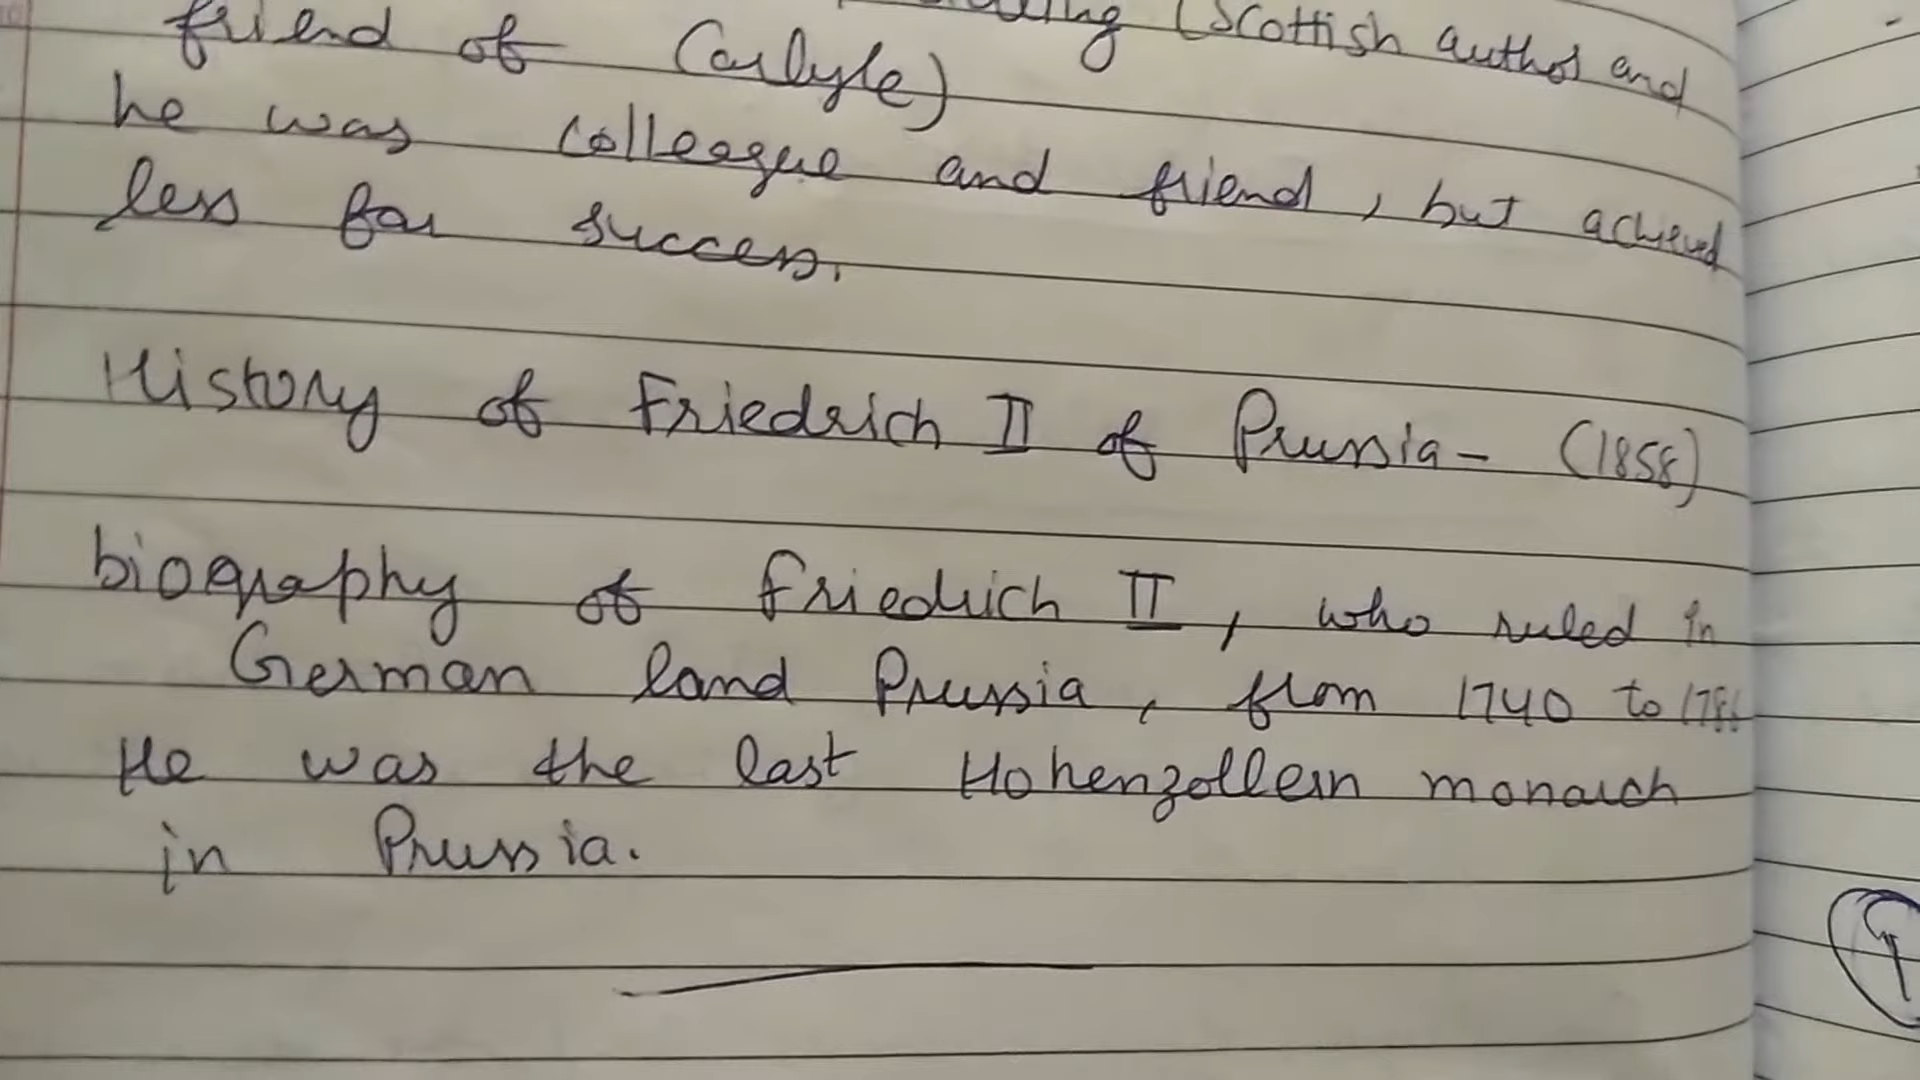 (Scottish author and
friend of Carlyle)
he was colleague and friend, but achieved
less far success.
History of Friedrich II of Prussia - (1858)
biography of Friedrich II, who ruled in
German land Prussia, from 1740 to 1786
He was the last Hohenzollern monarch
in Prussia.